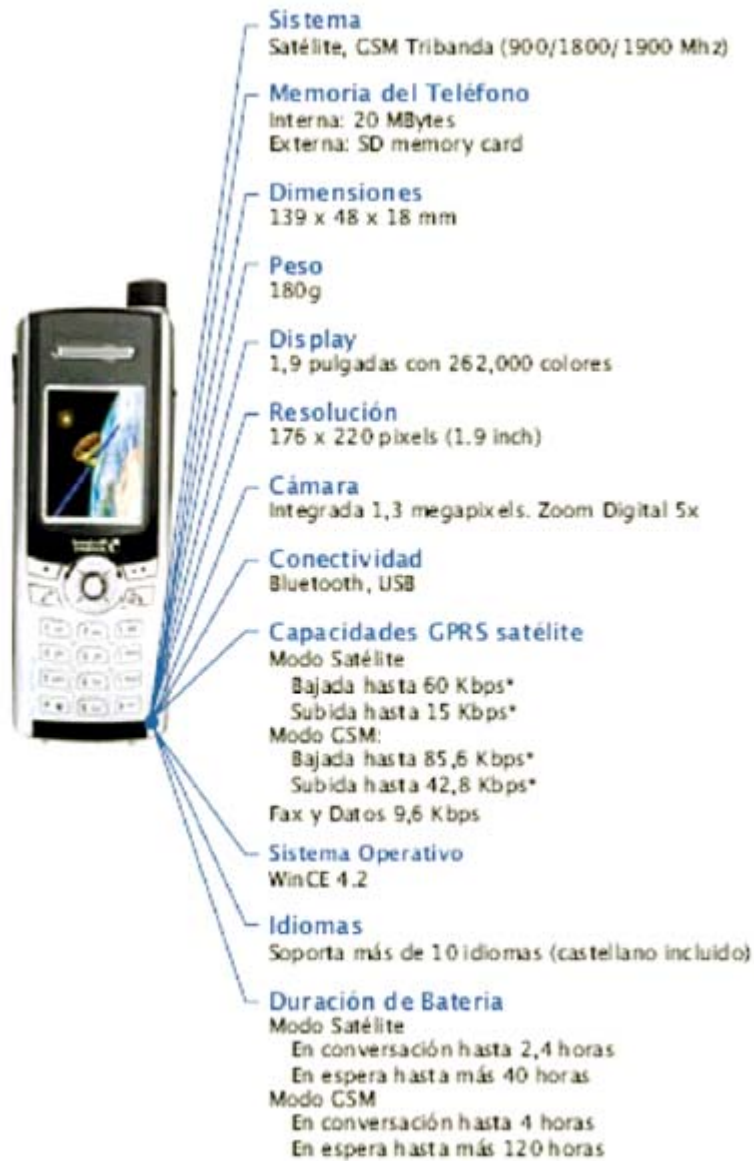 Sistema
Satélite, GSM Tribanda (900/1800/1900 Mhz)
Memoria del Teléfono
Interna: 20 MBytes
Externa: SD memory card
Dimensiones
139 x 48 x 18 mm
Peso
180g
Display
1,9 pulgadas con 262,000 colores
Resolución
176 x 220 pixels (1.9 inch)
Cámara
Integrada 1,3 megapixels. Zoom Digital 5x
Conectividad
Bluetooth, USB
Capacidades GPRS satélite
Modo Satélite
Bajada hasta 60 Kbps*
Subida hasta 15 Kbps*
Modo GSM:
Bajada hasta 85,6 Kbps*
Subida hasta 42,8 Kbps*
Fax y Datos 9,6 Kbps
Sistema Operativo
WinCE 4.2
Idiomas
Soporta más de 10 idiomas (castellano incluido)
Duración de Bateria
Modo Satélite
En conversación hasta 2,4 horas
En espera hasta más 40 horas
Modo GSM
En conversación hasta 4 horas
En espera hasta más 120 horas